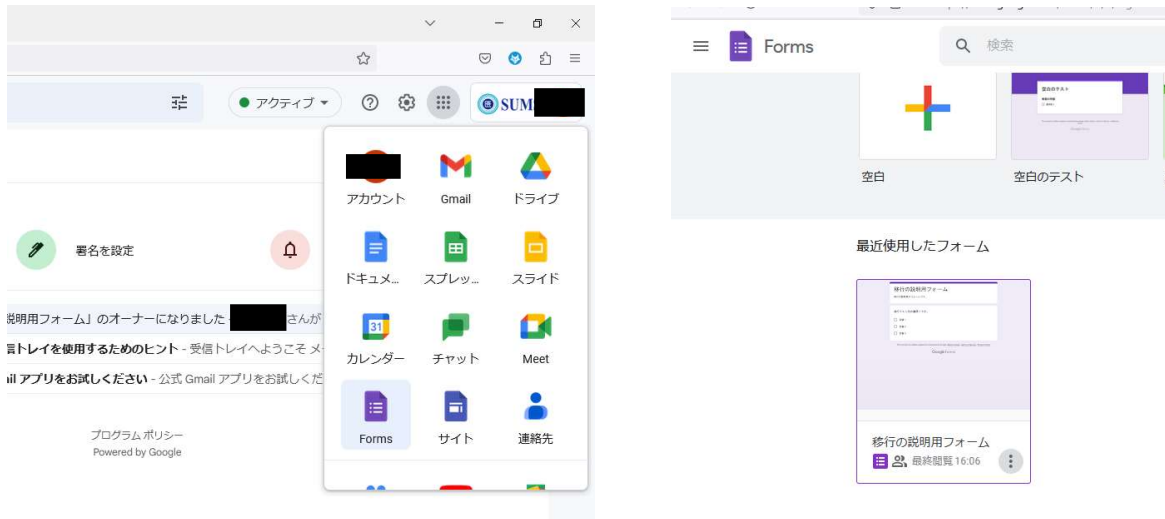 アクティブ
SUM
アカウント
Gmail
ドライブ
署名を設定
ドキュメ...
スプレッ...
スライド
説明用フォーム」のオーナーになりました -
さんが
信トレイを使用するためのヒント - 受信トレイへようこそ メ
31
カレンダー
チャット
Meet
ail アプリをお試しください - 公式 Gmail アプリをお試しくだ
プログラム ポリシー
Powered by Google
Forms
サイト
連絡先
Forms
検索
空白のテスト
空白
空白のテスト
最近使用したフォーム
移行の説明用フォーム
移行の説明用フォーム
最終閲覧 16:06